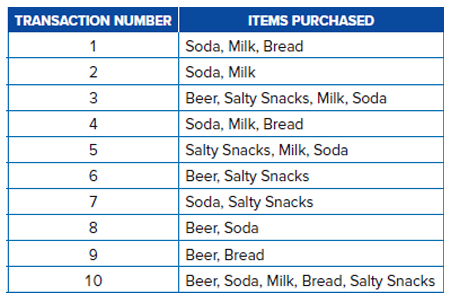 TRANSACTION NUMBER ITEMS PURCHASED
1 Soda, Milk, Bread
2 Soda, Milk
3 Beer, Salty Snacks, Milk, Soda
4 Soda, Milk, Bread
5 Salty Snacks, Milk, Soda
6 Beer, Salty Snacks
7 Soda, Salty Snacks
8 Beer, Soda
9 Beer, Bread
10 Beer, Soda, Milk, Bread, Salty Snacks